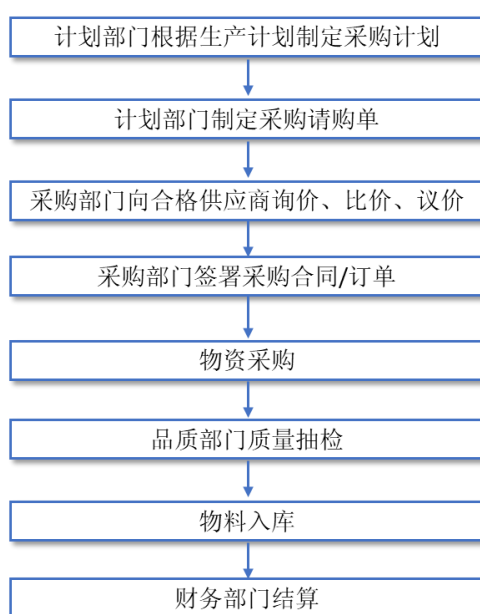 计划部门根据生产计划制定采购计划
计划部门制定采购请购单
采购部门向合格供应商询价、比价、议价
采购部门签署采购合同/订单
物资采购
品质部门质量抽检
物料入库
财务部门结算